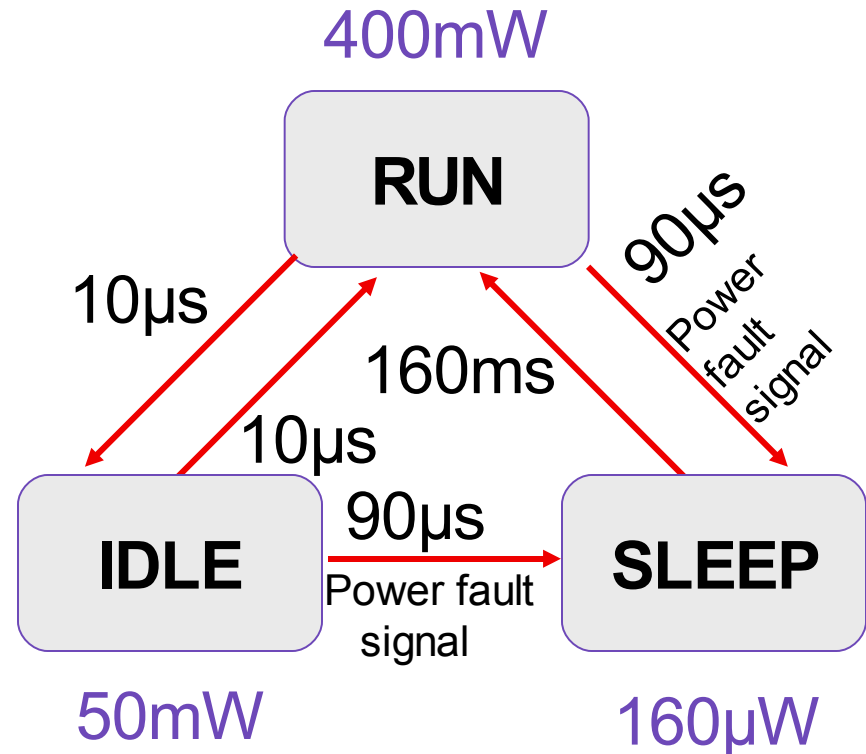 400mW
RUN
90µs
Power
fault
signal
10µs
160ms
10µs
IDLE
90µs
Power fault
signal
SLEEP
50mW
160µW